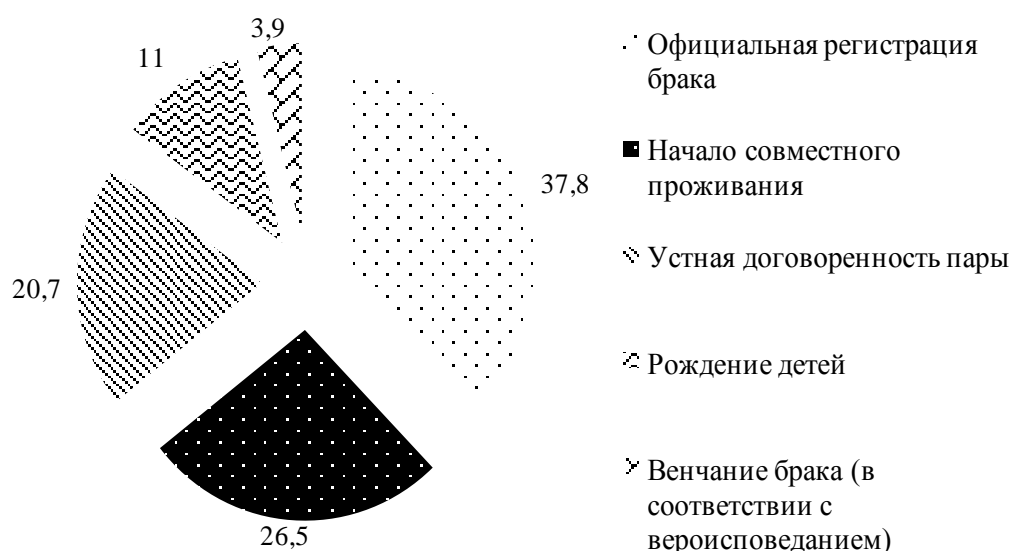 3,9
11
37,8
20,7
26,5
Официальная регистрация
брака
Начало совместного
проживания
Устная договоренность пары
Рождение детей
Венчание брака (в
соответствии с
вероисповеданием)